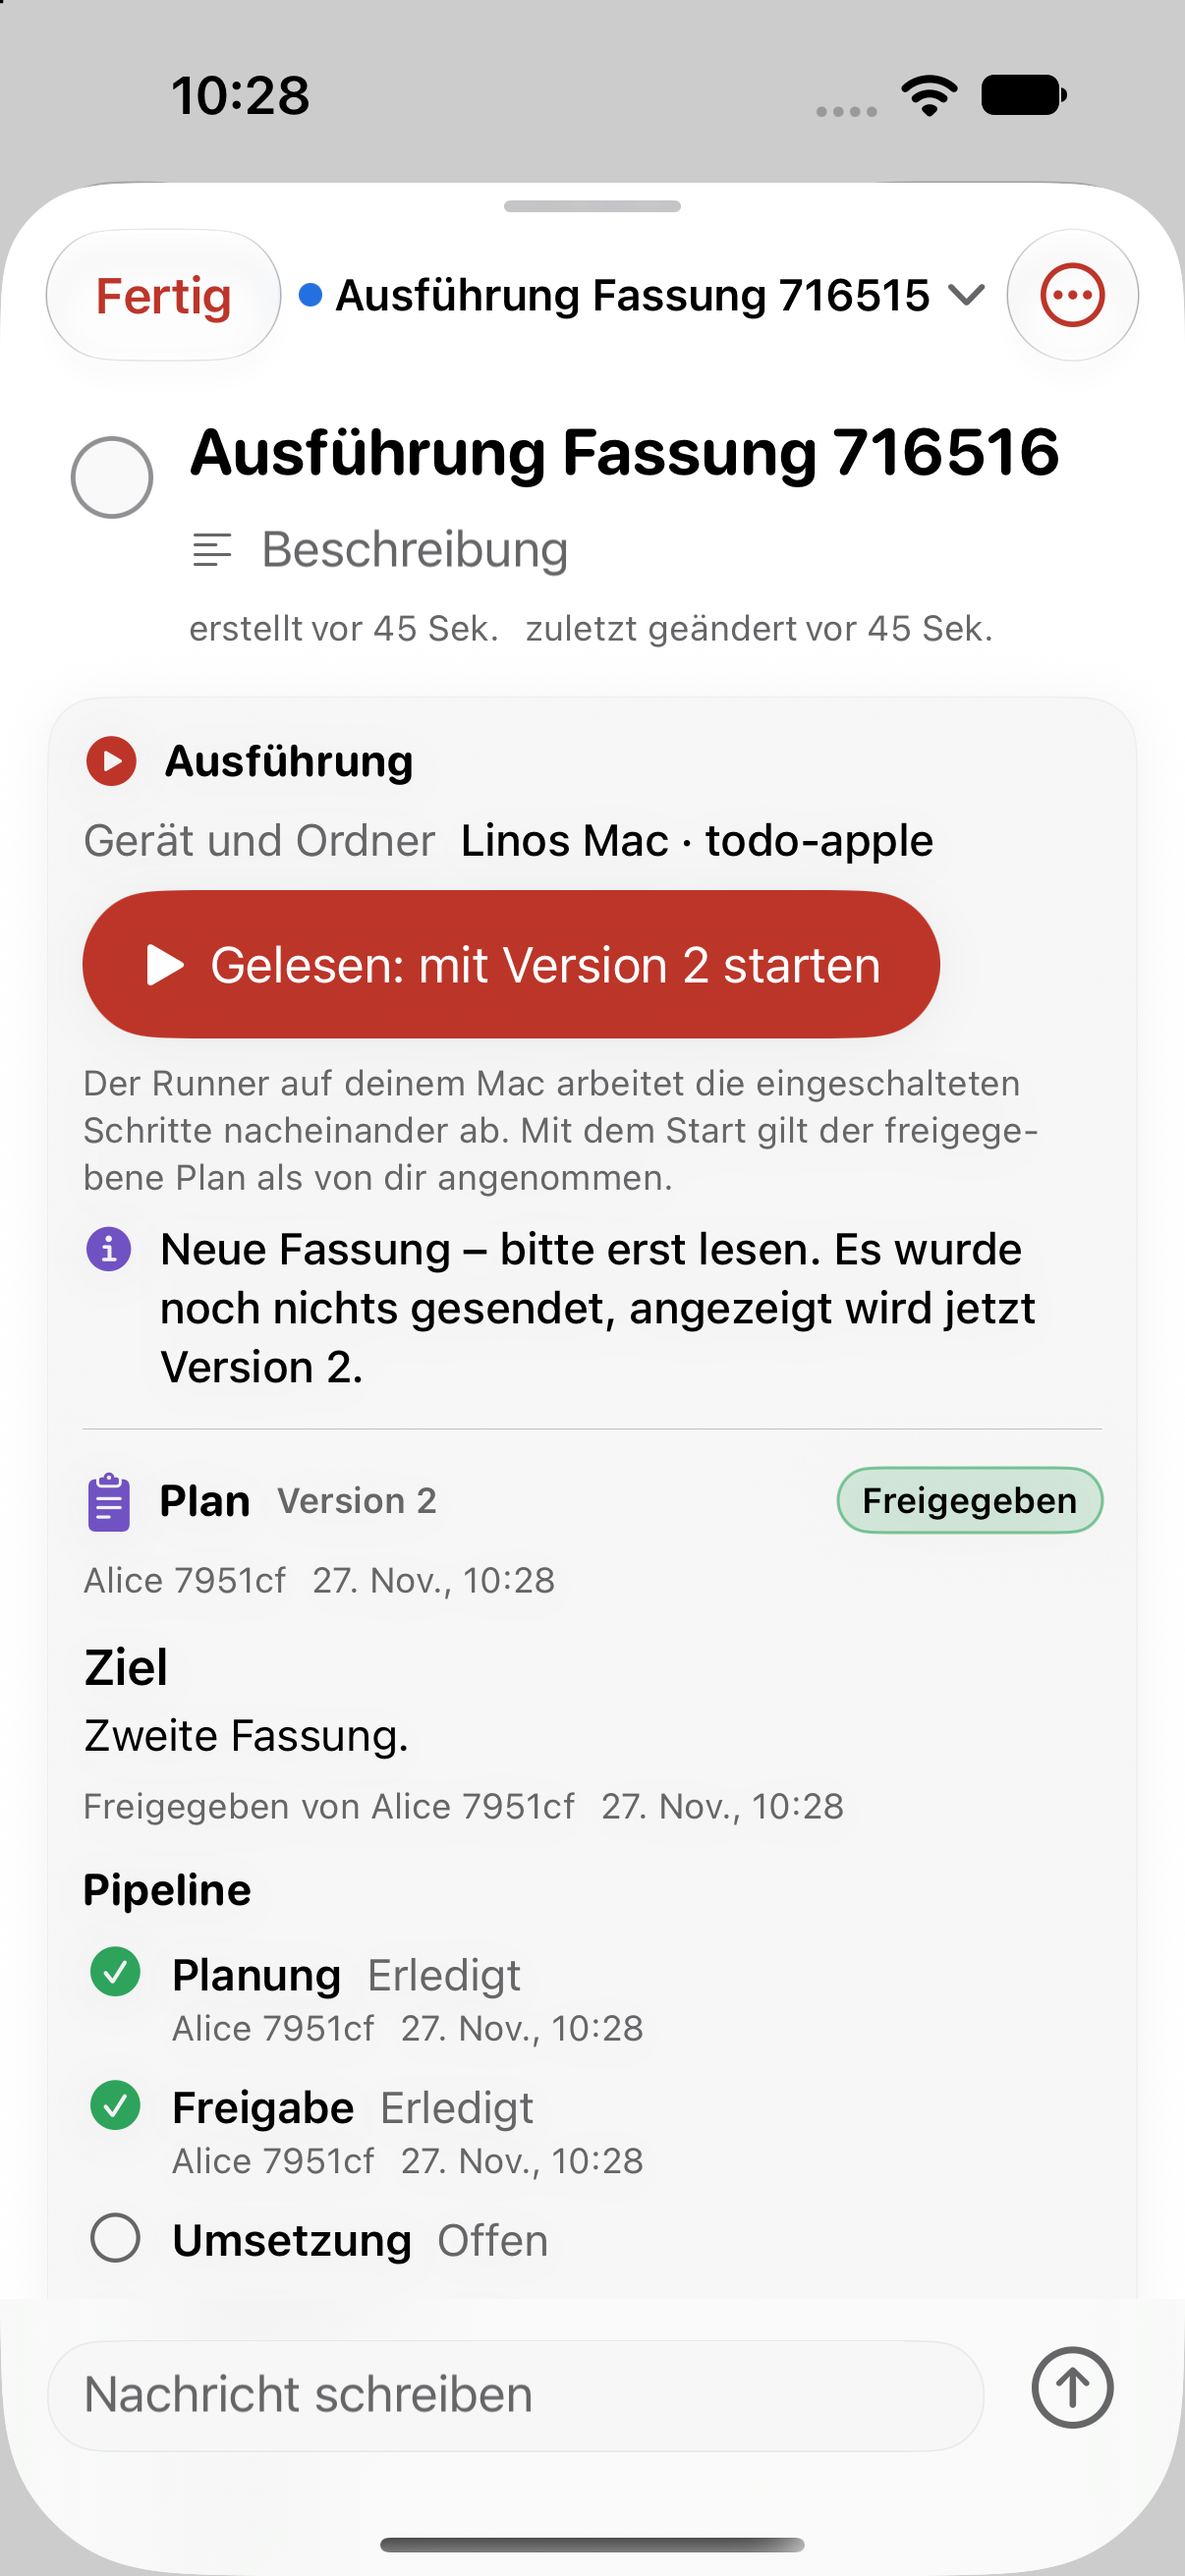 10:28
Fertig
Ausführung Fassung 716515
Ausführung Fassung 716516
Beschreibung
erstellt vor 45 Sek. zuletzt geändert vor 45 Sek.
Ausführung
Gerät und Ordner Linos Mac · todo-apple
Gelesen: mit Version 2 starten
Der Runner auf deinem Mac arbeitet die eingeschalteten
Schritte nacheinander ab. Mit dem Start gilt der freigege-
bene Plan als von dir angenommen.
Neue Fassung – bitte erst lesen. Es wurde
noch nichts gesendet, angezeigt wird jetzt
Version 2.
Plan Version 2 Freigegeben
Alice 7951cf 27. Nov., 10:28
Ziel
Zweite Fassung.
Freigegeben von Alice 7951cf 27. Nov., 10:28
Pipeline
Planung Erledigt
Alice 7951cf 27. Nov., 10:28
Freigabe Erledigt
Alice 7951cf 27. Nov., 10:28
Umsetzung Offen
Nachricht schreiben